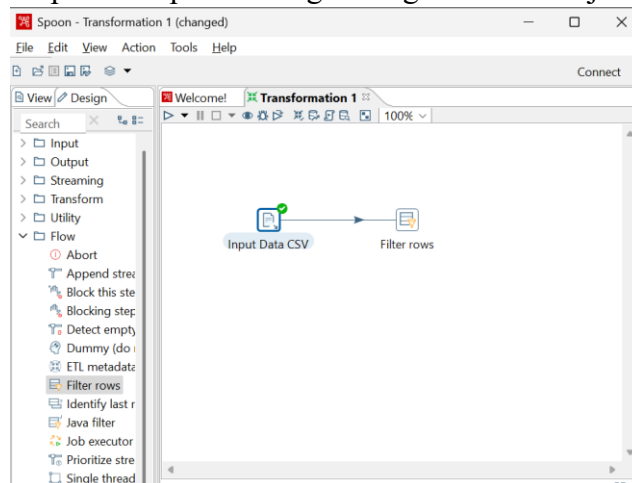 Spoon - Transformation 1 (changed)
File Edit View Action Tools Help
Connect
View Design
Welcome! Transformation 1
Search
100%
Input
Output
Streaming
Transform
Utility
Flow
Abort
Append strea
Block this ste
Blocking step
Detect empty
Dummy (do
ETL metadata
Filter rows
Identify last r
Java filter
Job executor
Prioritize stre
Single thread
Input Data CSV
Filter rows